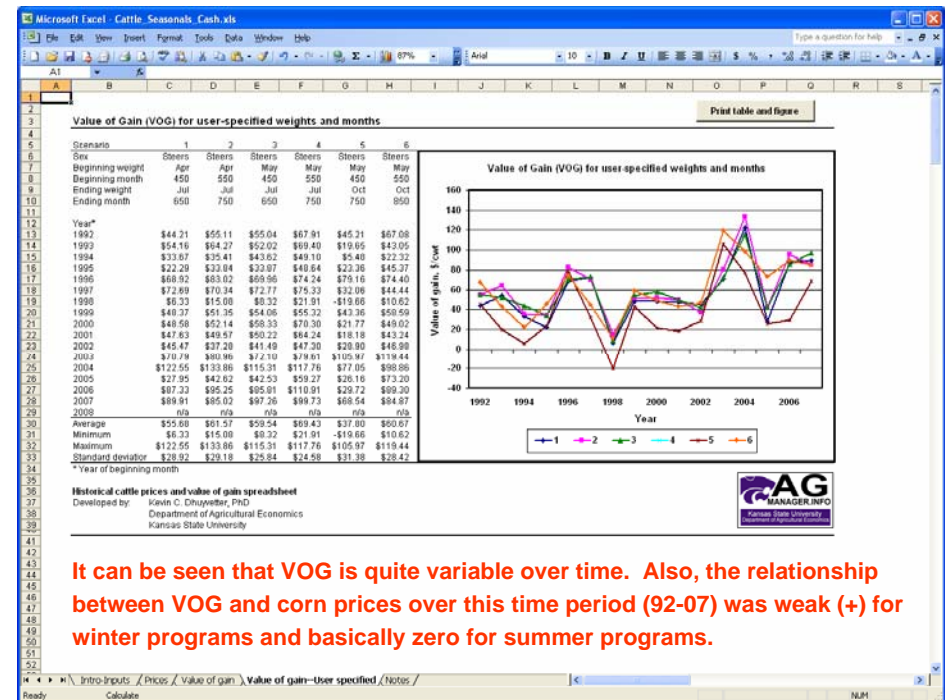 Microsoft Excel - Cattle_Seasonals_Cash.xls
File Edit View Insert Format Tools Data Window Help
Type a question for help
87% Arial 10 B I U $ % ,
A1 fx
A B C D E F G H I J K L M N O P Q R S
Print table and figure
Value of Gain (VOG) for user-specified weights and months
Scenario 1 2 3 4 5 6
Sex Steers Steers Steers Steers Steers Steers
Beginning weight Apr Apr May May May May
Beginning month 450 550 450 550 450 550
Ending weight Jul Jul Jul Jul Oct Oct
Ending month 650 750 650 750 750 850
Year*
1992 $44.21 $55.11 $55.04 $67.91 $45.21 $67.08
1993 $54.16 $64.27 $52.02 $69.40 $19.65 $43.05
1994 $33.67 $35.41 $43.62 $49.10 $5.40 $22.32
1995 $22.29 $33.84 $33.87 $48.64 $23.36 $45.37
1996 $68.92 $83.02 $69.96 $74.24 $79.16 $74.40
1997 $72.69 $70.34 $72.77 $75.33 $32.06 $44.44
1998 $6.33 $15.08 $8.32 $21.91 -$19.66 $10.62
1999 $48.37 $51.35 $54.06 $55.32 $43.36 $58.59
2000 $48.58 $52.14 $58.33 $70.30 $21.77 $49.02
2001 $47.63 $49.57 $50.22 $64.24 $18.18 $43.24
2002 $45.47 $37.28 $41.49 $47.30 $28.90 $46.98
2003 $70.79 $80.96 $72.10 $79.61 $105.97 $119.44
2004 $122.55 $133.86 $115.31 $117.76 $77.05 $98.86
2005 $27.95 $42.62 $42.53 $59.27 $26.16 $73.20
2006 $87.33 $95.25 $85.81 $110.91 $29.72 $89.30
2007 $89.91 $85.02 $97.26 $99.73 $68.54 $84.87
2008 n/a n/a n/a n/a n/a n/a
Average $55.68 $61.57 $59.54 $69.43 $37.80 $60.67
Minimum $6.33 $15.08 $8.32 $21.91 -$19.66 $10.62
Maximum $122.55 $133.86 $115.31 $117.76 $105.97 $119.44
Standard deviation $28.92 $29.18 $25.84 $24.58 $31.38 $28.42
* Year of beginning month
Value of Gain (VOG) for user-specified weights and months
Value of gain, $/cwt
160
140
120
100
80
60
40
20
0
-20
-40
1992 1994 1996 1998 2000 2002 2004 2006
Year
1 2 3 4 5 6
Historical cattle prices and value of gain spreadsheet
Developed by: Kevin C. Dhuyvetter, PhD
Department of Agricultural Economics
Kansas State University
AG
MANAGER.INFO
Kansas State University
Department of Agricultural Economics
It can be seen that VOG is quite variable over time. Also, the relationship
between VOG and corn prices over this time period (92-07) was weak (+) for
winter programs and basically zero for summer programs.
Intro-Inputs / Prices / Value of gain \ Value of gain--User specified / Notes /
Ready Calculate NUM